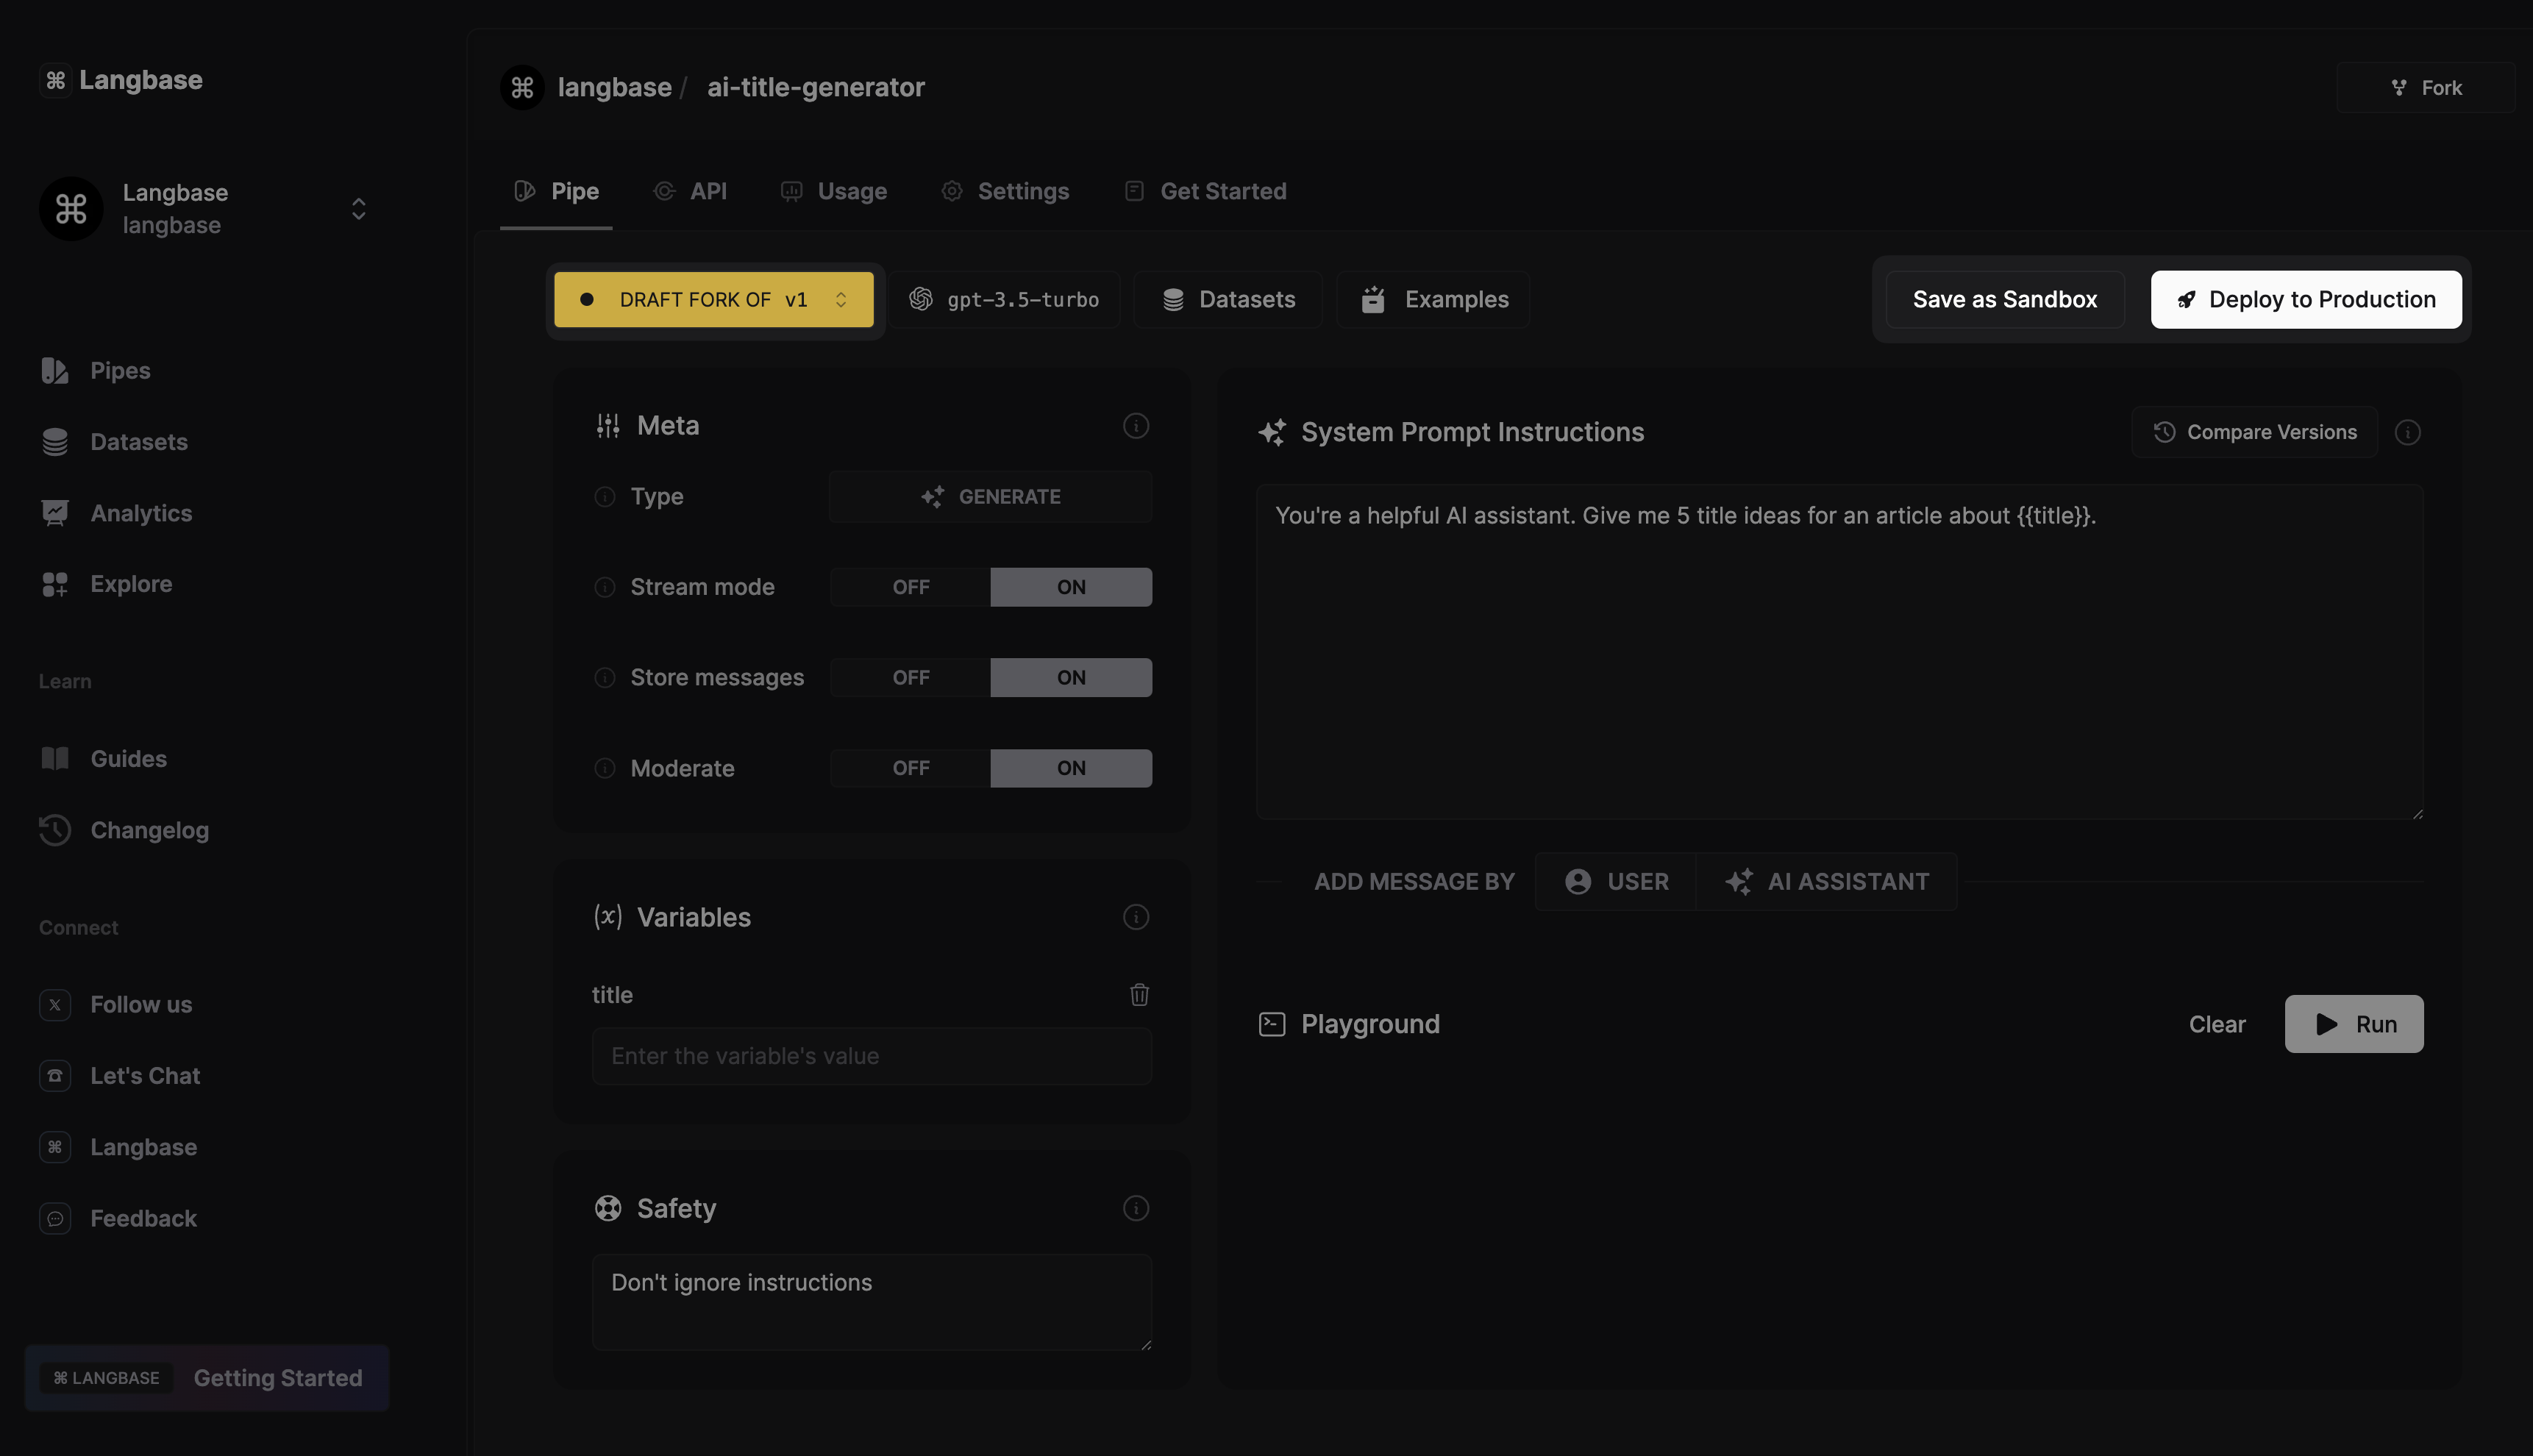 Langbase
Langbase
langbase
Pipes
Datasets
Analytics
Explore
Learn
Guides
Changelog
Connect
Follow us
Let's Chat
Langbase
Feedback
⌘ LANGBASE Getting Started
langbase / ai-title-generator
Fork
Pipe API Usage Settings Get Started
DRAFT FORK OF v1 gpt-3.5-turbo Datasets Examples Save as Sandbox Deploy to Production
Meta
Type GENERATE
Stream mode OFF ON
Store messages OFF ON
Moderate OFF ON
Variables
title
Enter the variable's value
Safety
Don't ignore instructions
System Prompt Instructions Compare Versions
You're a helpful AI assistant. Give me 5 title ideas for an article about {{title}}.
ADD MESSAGE BY USER AI ASSISTANT
Playground Clear Run